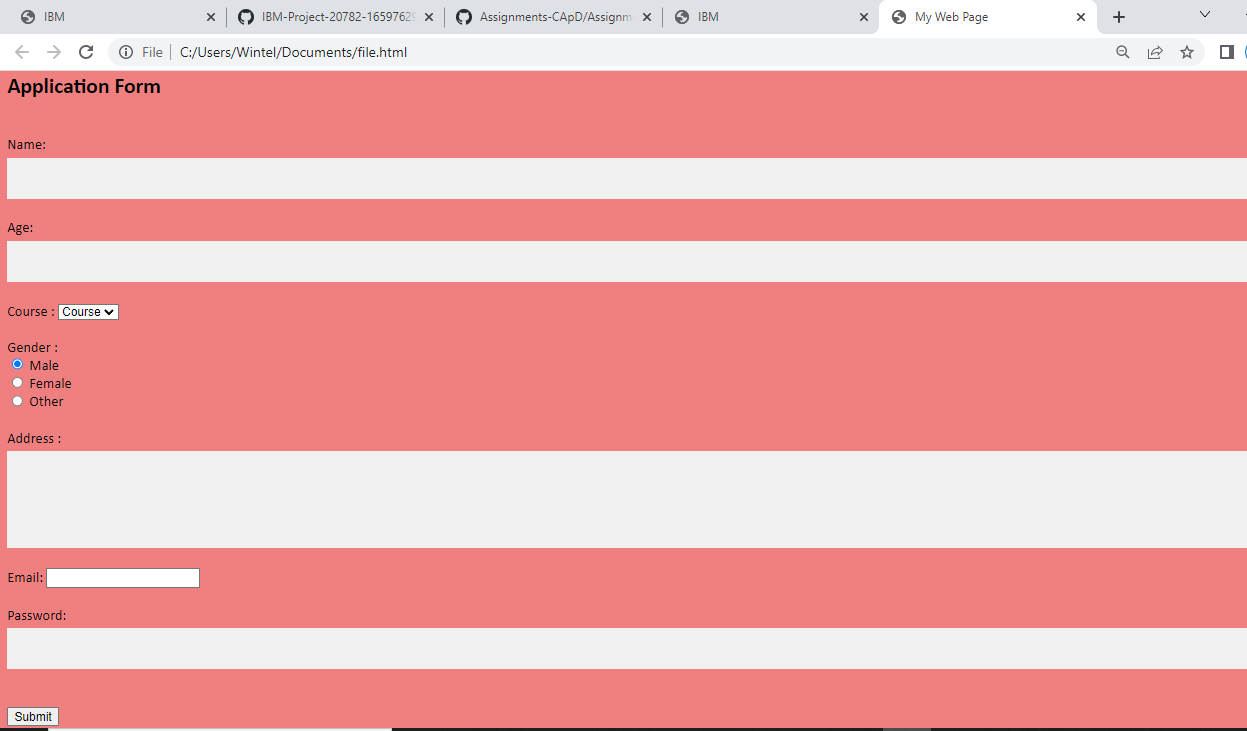 IBM
IBM-Project-20782-1659762
Assignments-CApD/Assignm
IBM
My Web Page
File
C:/Users/Wintel/Documents/file.html
Application Form
Name:
Age:
Course : Course
Gender :
Male
Female
Other
Address :
Email:
Password:
Submit